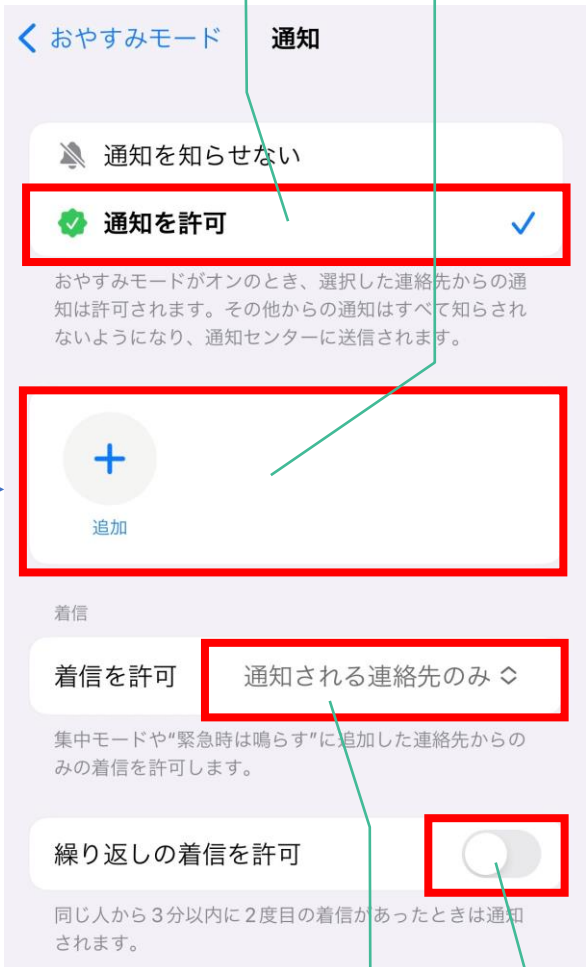 おやすみモード 通知
通知を知らせない
通知を許可
おやすみモードがオンのとき、選択した連絡先からの通
知は許可されます。その他からの通知はすべて知らされ
ないようになり、通知センターに送信されます。
追加
着信
着信を許可 通知される連絡先のみ
集中モードや“緊急時は鳴らす”に追加した連絡先からの
みの着信を許可します。
繰り返しの着信を許可
同じ人から3分以内に2度目の着信があったときは通知
されます。